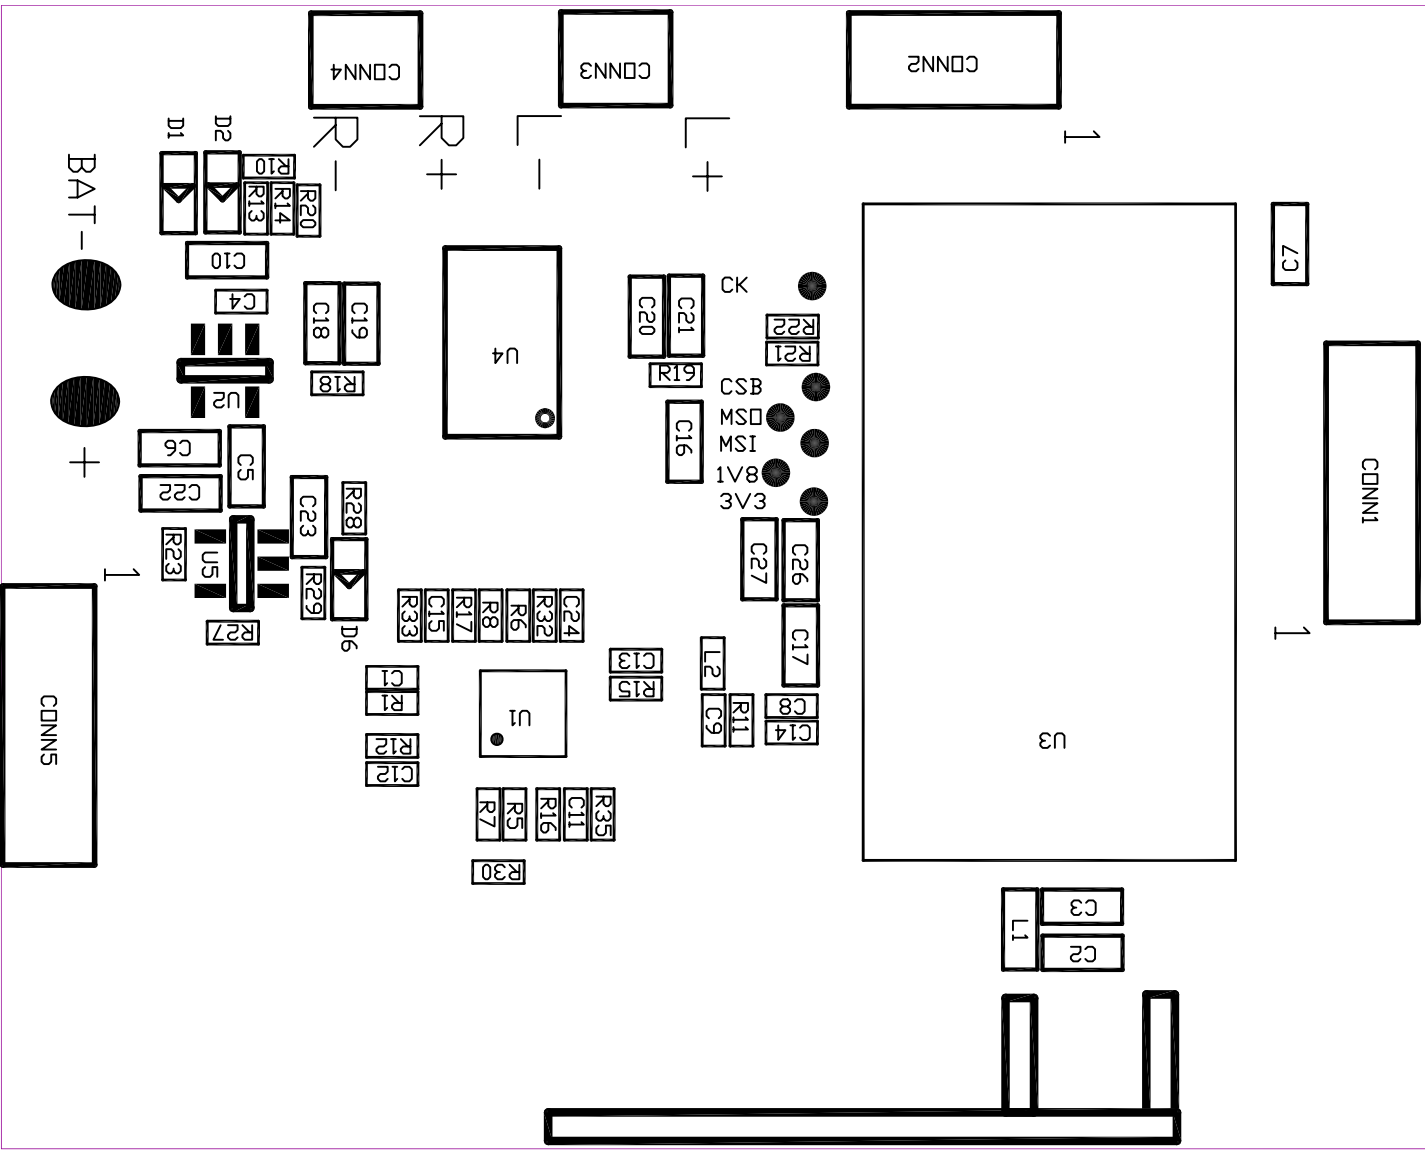 CONN4
CONN3
CONN2
R-
R+
L-
L+
1
BAT-
D1
D2
R10
R13
R14
R20
C10
C4
C18
C19
R18
U2
U4
C20
C21
R19
C16
CK
R22
R21
CSB
MSO
MSI
1V8
3V3
C7
CONN1
1
+
C6
C5
C22
C23
R28
R23
U5
R29
R27
D6
1
CONN5
R33
C15
R17
R8
R6
R32
C24
C27
C26
C17
C1
R1
R12
C12
U1
C13
R15
L2
C9
R11
C8
C14
U3
R7
R5
R16
C11
R35
R30
L1
C3
C2